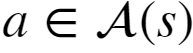 a ∈ 𝒜(s)